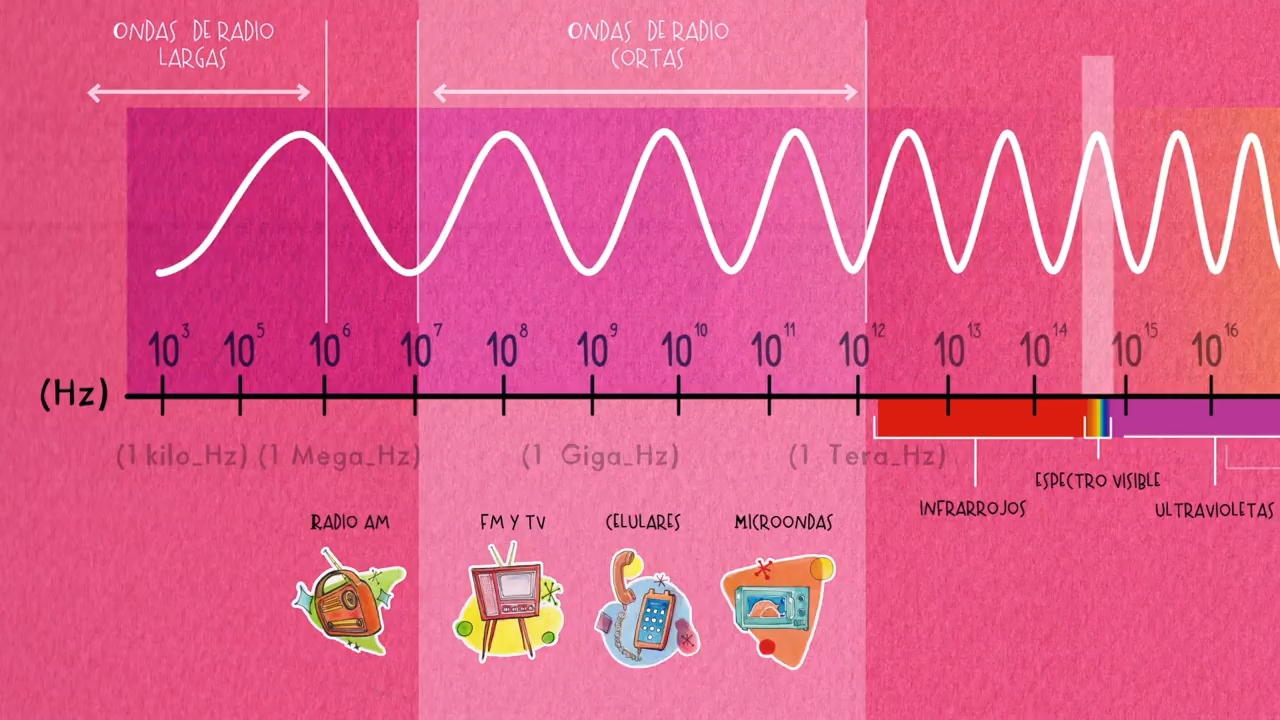 ONDAS DE RADIO
LARGAS
ONDAS DE RADIO
CORTAS
10³ 10⁵ 10⁶ 10⁷ 10⁸ 10⁹ 10¹⁰ 10¹¹ 10¹² 10¹³ 10¹⁴ 10¹⁵ 10¹⁶
(Hz)
(1 kilo_Hz) (1 Mega_Hz) (1 Giga_Hz) (1 Tera_Hz)
ESPECTRO VISIBLE
INFRARROJOS
ULTRAVIOLETAS
RADIO AM
FM Y TV
CELULARES
MICROONDAS